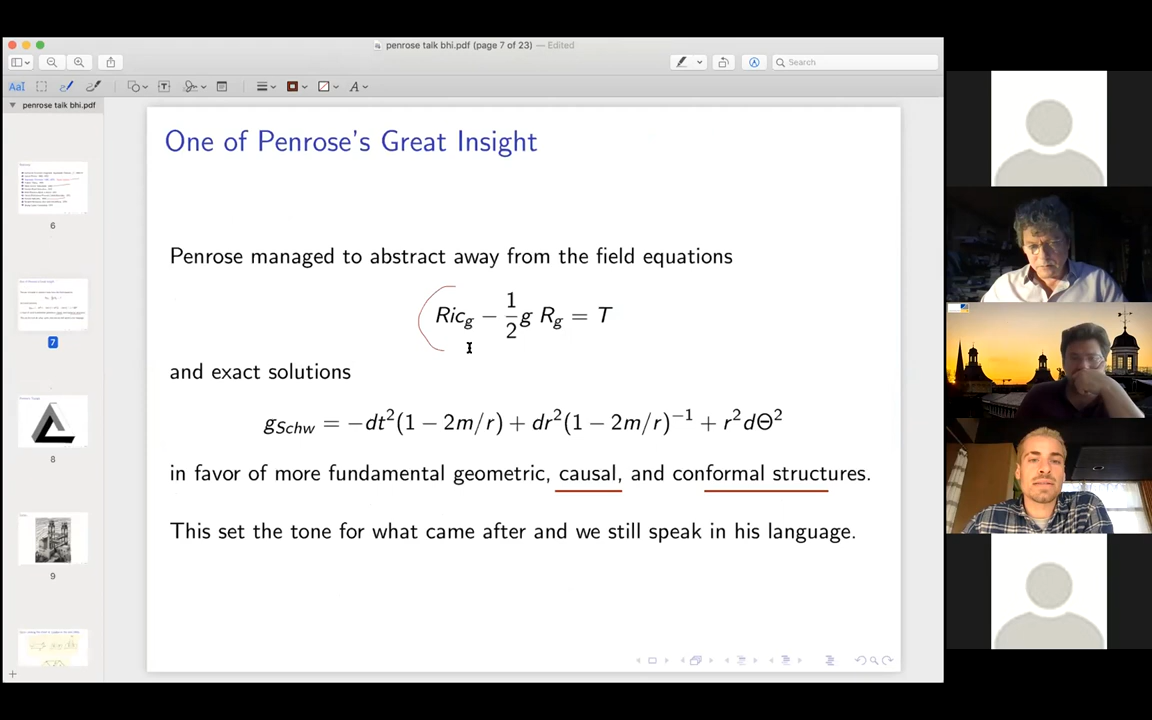 penrose talk bhi.pdf (page 7 of 23) — Edited
Search
penrose talk bhi.pdf
6
7
8
9
One of Penrose's Great Insight
Penrose managed to abstract away from the field equations
Ric_g − 1/2 g R_g = T
and exact solutions
g_Schw = −dt²(1 − 2m/r) + dr²(1 − 2m/r)⁻¹ + r²dΘ²
in favor of more fundamental geometric, causal, and conformal structures.
This set the tone for what came after and we still speak in his language.